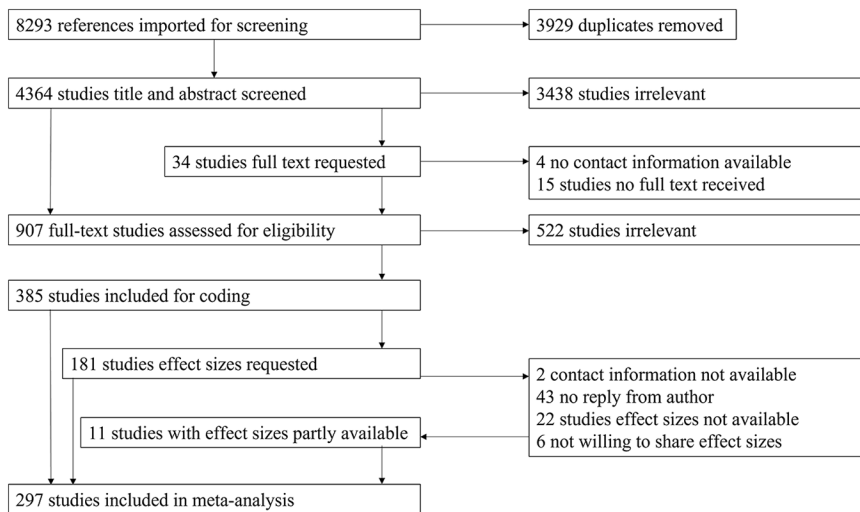 8293 references imported for screening
3929 duplicates removed
4364 studies title and abstract screened
3438 studies irrelevant
34 studies full text requested
4 no contact information available
15 studies no full text received
907 full-text studies assessed for eligibility
522 studies irrelevant
385 studies included for coding
181 studies effect sizes requested
2 contact information not available
43 no reply from author
22 studies effect sizes not available
6 not willing to share effect sizes
11 studies with effect sizes partly available
297 studies included in meta-analysis